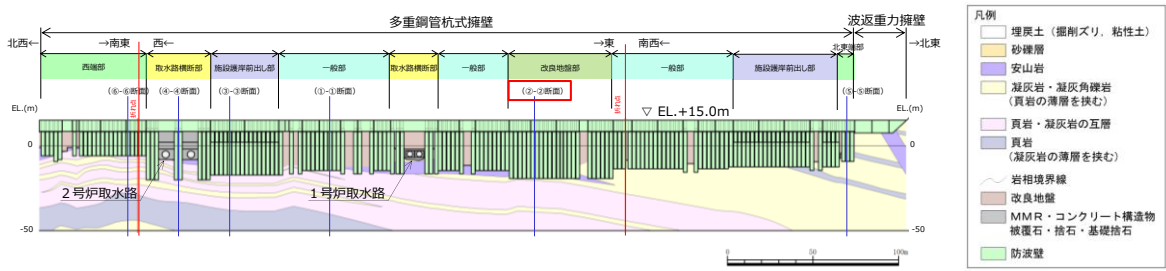 多重鋼管杭式擁壁
波返重力擁壁
北西←
→南東
西←
→東
南西←
→北東
西端部
取水路横断部
施設護岸前出し部
一般部
取水路横断部
一般部
改良地盤部
一般部
施設護岸前出し部
北東端部
(⑥-⑥断面)
(④-④断面)
(③-③断面)
(①-①断面)
(②-②断面)
(⑤-⑤断面)
折れ点
折れ点
EL.(m)
▽ EL.+15.0m
EL.(m)
0
0
2号炉取水路
1号炉取水路
-50
-50
0
50
100m
凡例
埋戻土（掘削ズリ，粘性土）
砂礫層
安山岩
凝灰岩・凝灰角礫岩
（頁岩の薄層を挟む）
頁岩・凝灰岩の互層
頁岩
（凝灰岩の薄層を挟む）
岩相境界線
改良地盤
MMR・コンクリート構造物
被覆石・捨石・基礎捨石
防波壁